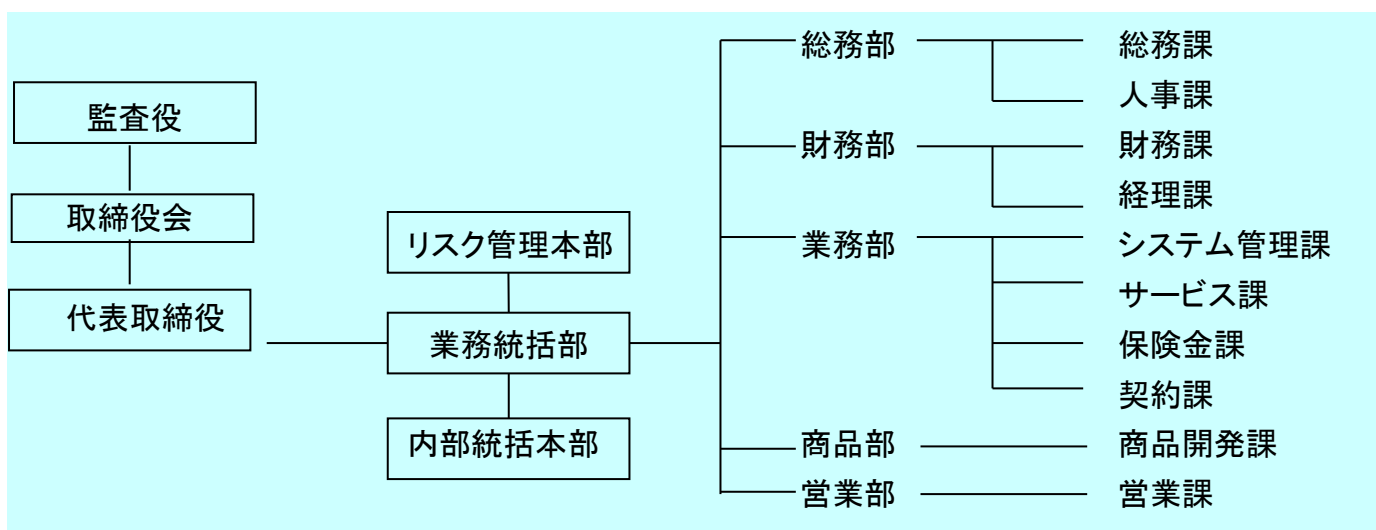 監査役
取締役会
代表取締役
リスク管理本部
業務統括部
内部統括本部
総務部
総務課
人事課
財務部
財務課
経理課
業務部
システム管理課
サービス課
保険金課
契約課
商品部
商品開発課
営業部
営業課